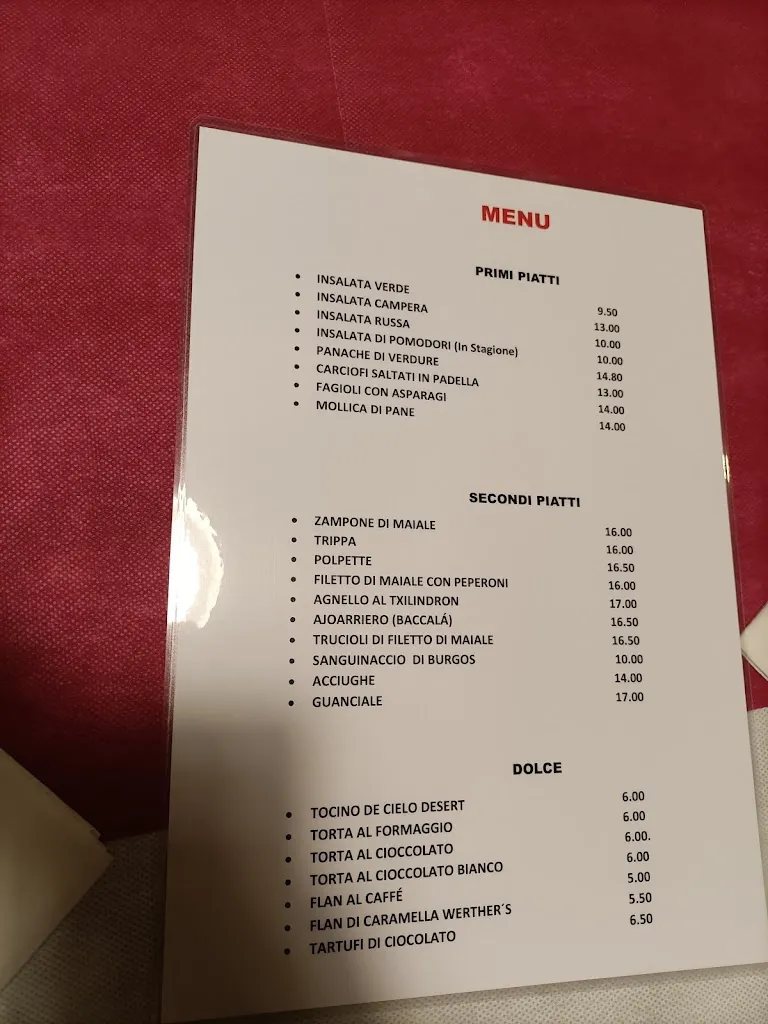 MENU
PRIMI PIATTI
INSALATA VERDE 9.50
INSALATA CAMPERA 13.00
INSALATA RUSSA 10.00
INSALATA DI POMODORI (In Stagione) 10.00
PANACHE DI VERDURE 14.80
CARCIOFI SALTATI IN PADELLA 13.00
FAGIOLI CON ASPARAGI 14.00
MOLLICA DI PANE 14.00
SECONDI PIATTI
ZAMPONE DI MAIALE 16.00
TRIPPA 16.00
POLPETTE 16.50
FILETTO DI MAIALE CON PEPERONI 16.00
AGNELLO AL TXILINDRON 17.00
AJOARRIERO (BACCALÁ) 16.50
TRUCIOLI DI FILETTO DI MAIALE 16.50
SANGUINACCIO DI BURGOS 10.00
ACCIUGHE 14.00
GUANCIALE 17.00
DOLCE
TOCINO DE CIELO DESERT 6.00
TORTA AL FORMAGGIO 6.00
TORTA AL CIOCCOLATO 6.00.
TORTA AL CIOCCOLATO BIANCO 6.00
FLAN AL CAFFÉ 5.00
FLAN DI CARAMELLA WERTHER´S 5.50
TARTUFI DI CIOCOLATO 6.50